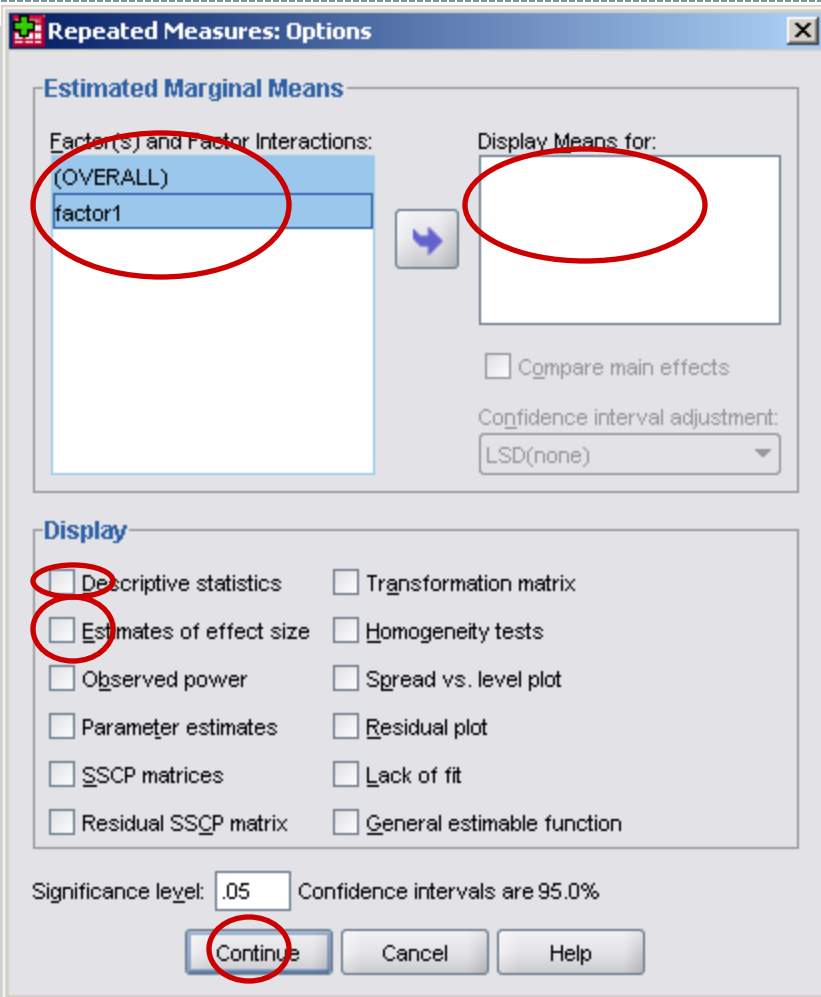 Repeated Measures: Options
Estimated Marginal Means
Factor(s) and Factor Interactions:
(OVERALL)
factor1
Display Means for:
Compare main effects
Confidence interval adjustment:
LSD(none)
Display
Descriptive statistics
Transformation matrix
Estimates of effect size
Homogeneity tests
Observed power
Spread vs. level plot
Parameter estimates
Residual plot
SSCP matrices
Lack of fit
Residual SSCP matrix
General estimable function
Significance level: .05 Confidence intervals are 95.0%
Continue Cancel Help